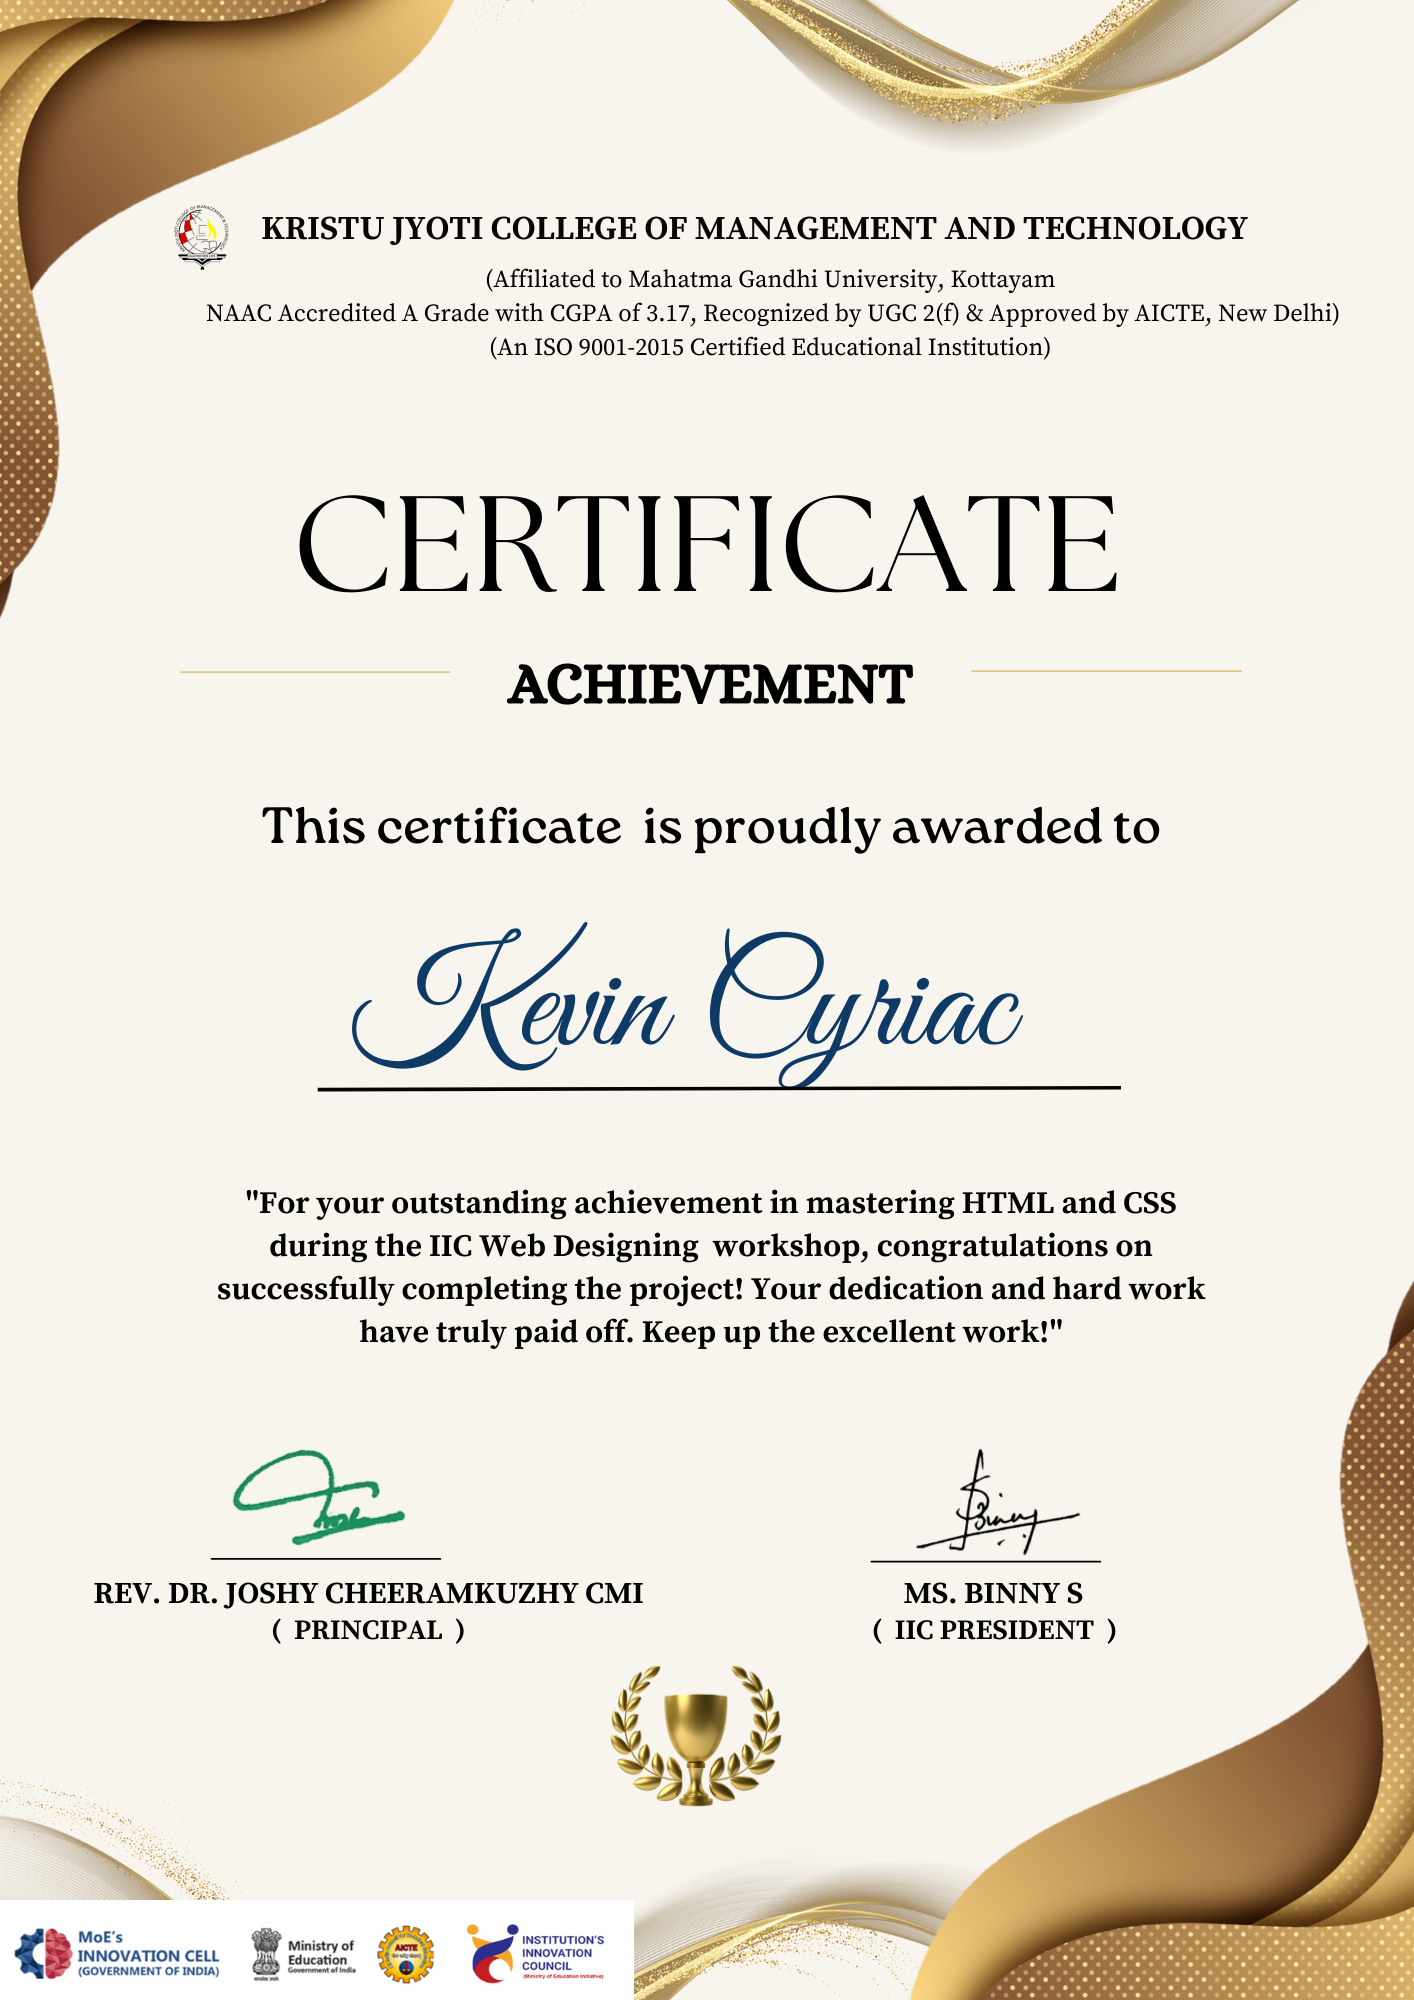 KRISTU JYOTI COLLEGE OF MANAGEMENT AND TECHNOLOGY
(Affiliated to Mahatma Gandhi University, Kottayam
NAAC Accredited A Grade with CGPA of 3.17, Recognized by UGC 2(f) & Approved by AICTE, New Delhi)
(An ISO 9001-2015 Certified Educational Institution)
CERTIFICATE
ACHIEVEMENT
This certificate is proudly awarded to
Kevin Cyriac
"For your outstanding achievement in mastering HTML and CSS
during the IIC Web Designing workshop, congratulations on
successfully completing the project! Your dedication and hard work
have truly paid off. Keep up the excellent work!"
Binny
REV. DR. JOSHY CHEERAMKUZHY CMI
( PRINCIPAL )
MS. BINNY S
( IIC PRESIDENT )
MoE's
INNOVATION CELL
(GOVERNMENT OF INDIA)
Ministry of
Education
Government of India
AICTE
INSTITUTION'S
INNOVATION
COUNCIL
(Ministry of Education Initiative)